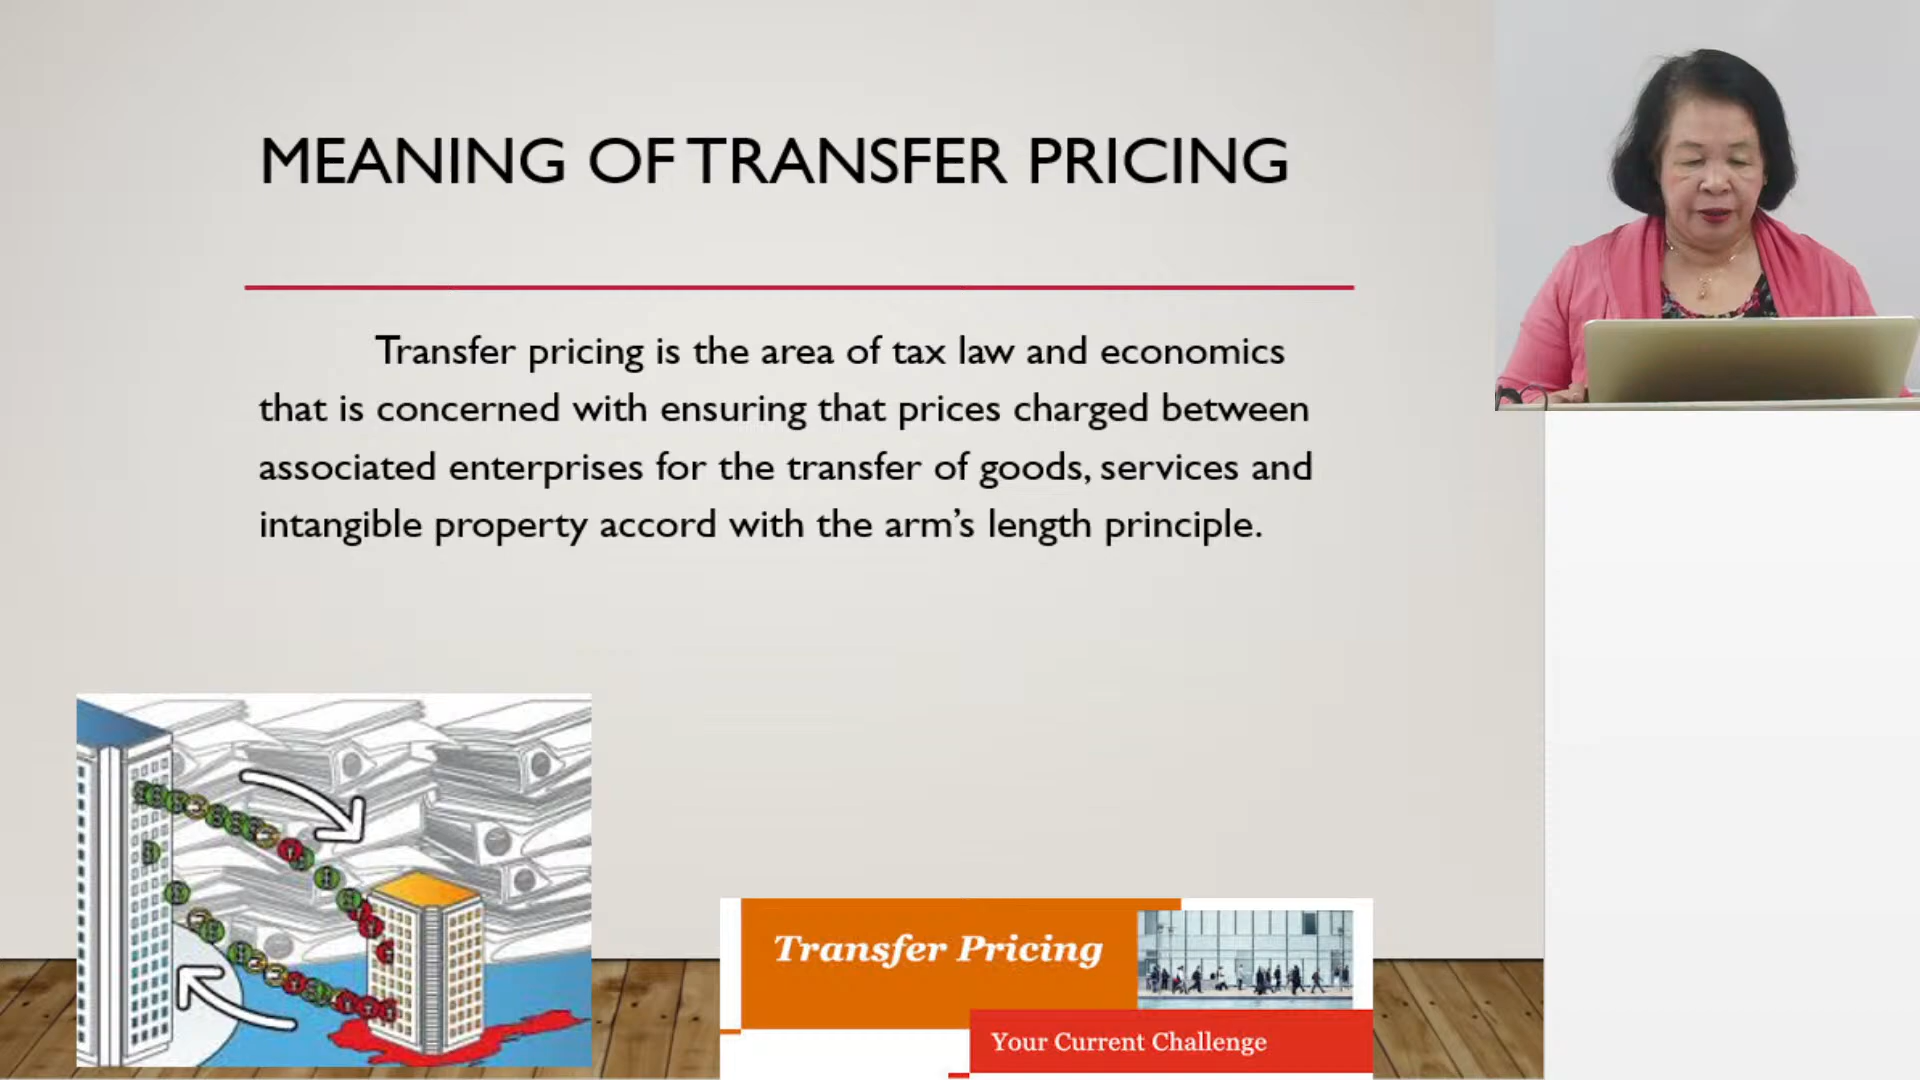 MEANING OF TRANSFER PRICING
Transfer pricing is the area of tax law and economics
that is concerned with ensuring that prices charged between
associated enterprises for the transfer of goods, services and
intangible property accord with the arm’s length principle.
Transfer Pricing
Your Current Challenge